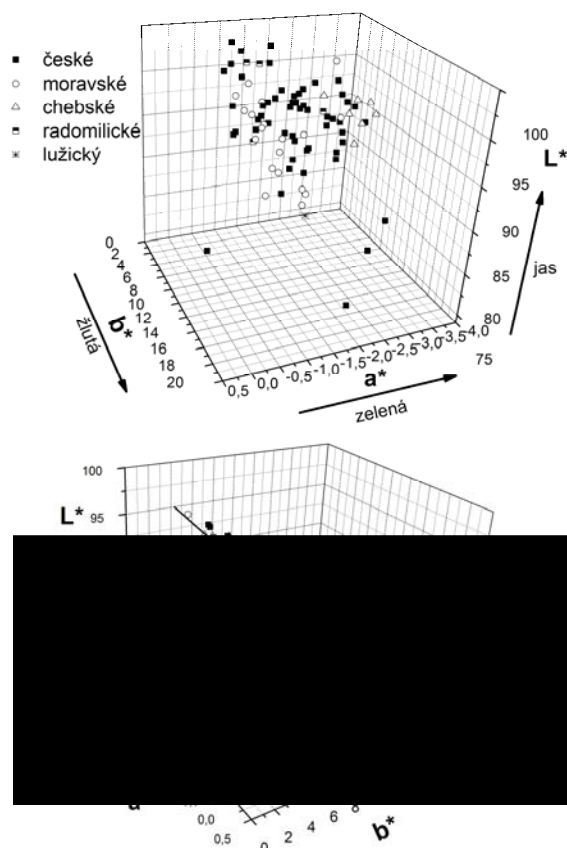 české
moravské
chebské
radomilické
lužický
100
L*
95
90
jas
85
80
75
0
2
4
6
8
10
12
14
16
18
20
b*
žlutá
0,5
0,0
-0,5
-1,0
-1,5
-2,0
-2,5
-3,0
-3,5
-4,0
a*
zelená
100
L*
95
0,0
0,5
0
2
4
6
8
b*